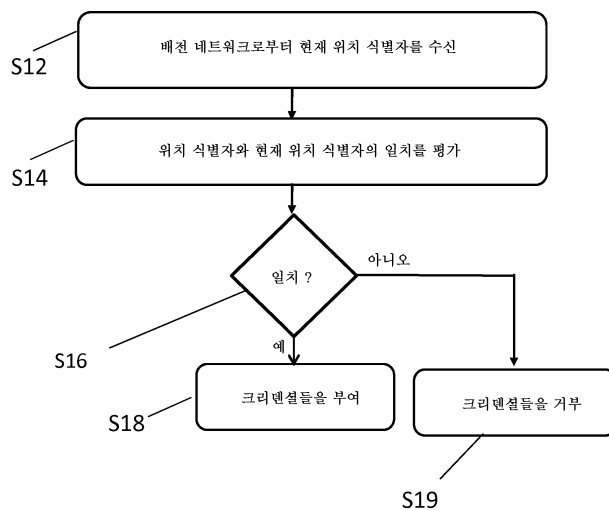 배전 네트워크로부터 현재 위치 식별자를 수신
S12
위치 식별자와 현재 위치 식별자의 일치를 평가
S14
일치 ?
아니오
예
S16
크리덴셜들을 부여
크리덴셜들을 거부
S18
S19